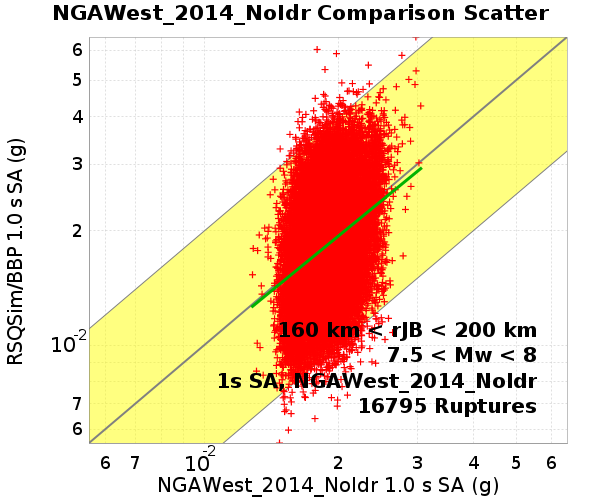 NGAWest_2014_NoIdr Comparison Scatter
RSQSim/BBP 1.0 s SA (g)
6
5
4
3
2
10-2
7
6
160 km < rJB < 200 km
7.5 < Mw < 8
1s SA, NGAWest_2014_NoIdr
16795 Ruptures
6 7 10-2 2 3 4 5 6
NGAWest_2014_NoIdr 1.0 s SA (g)